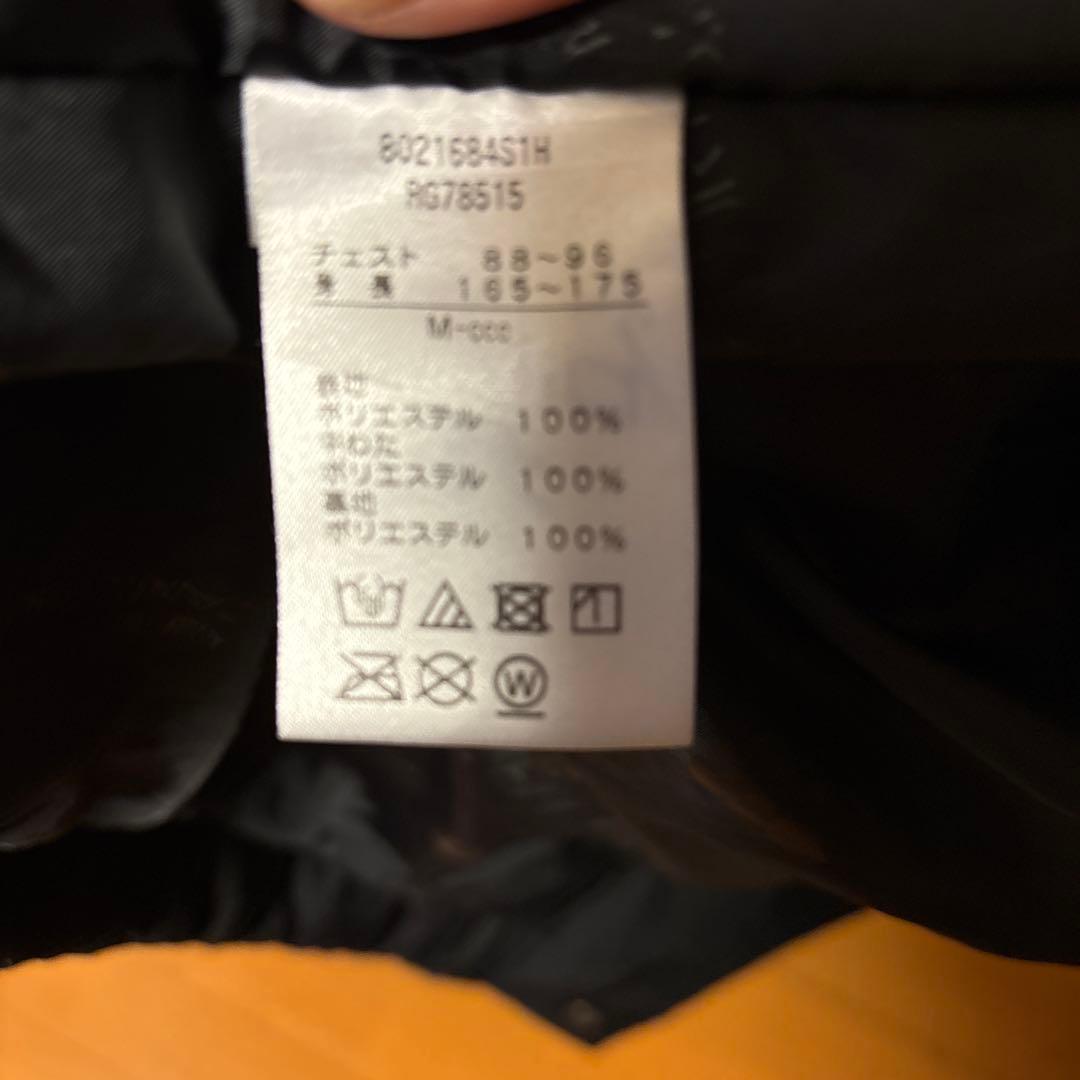 8021684S1H
RG78515
チェスト 88~96
身長 165~175
M-ccc
表地
ポリエステル 100%
中わた
ポリエステル 100%
裏地
ポリエステル 100%
W